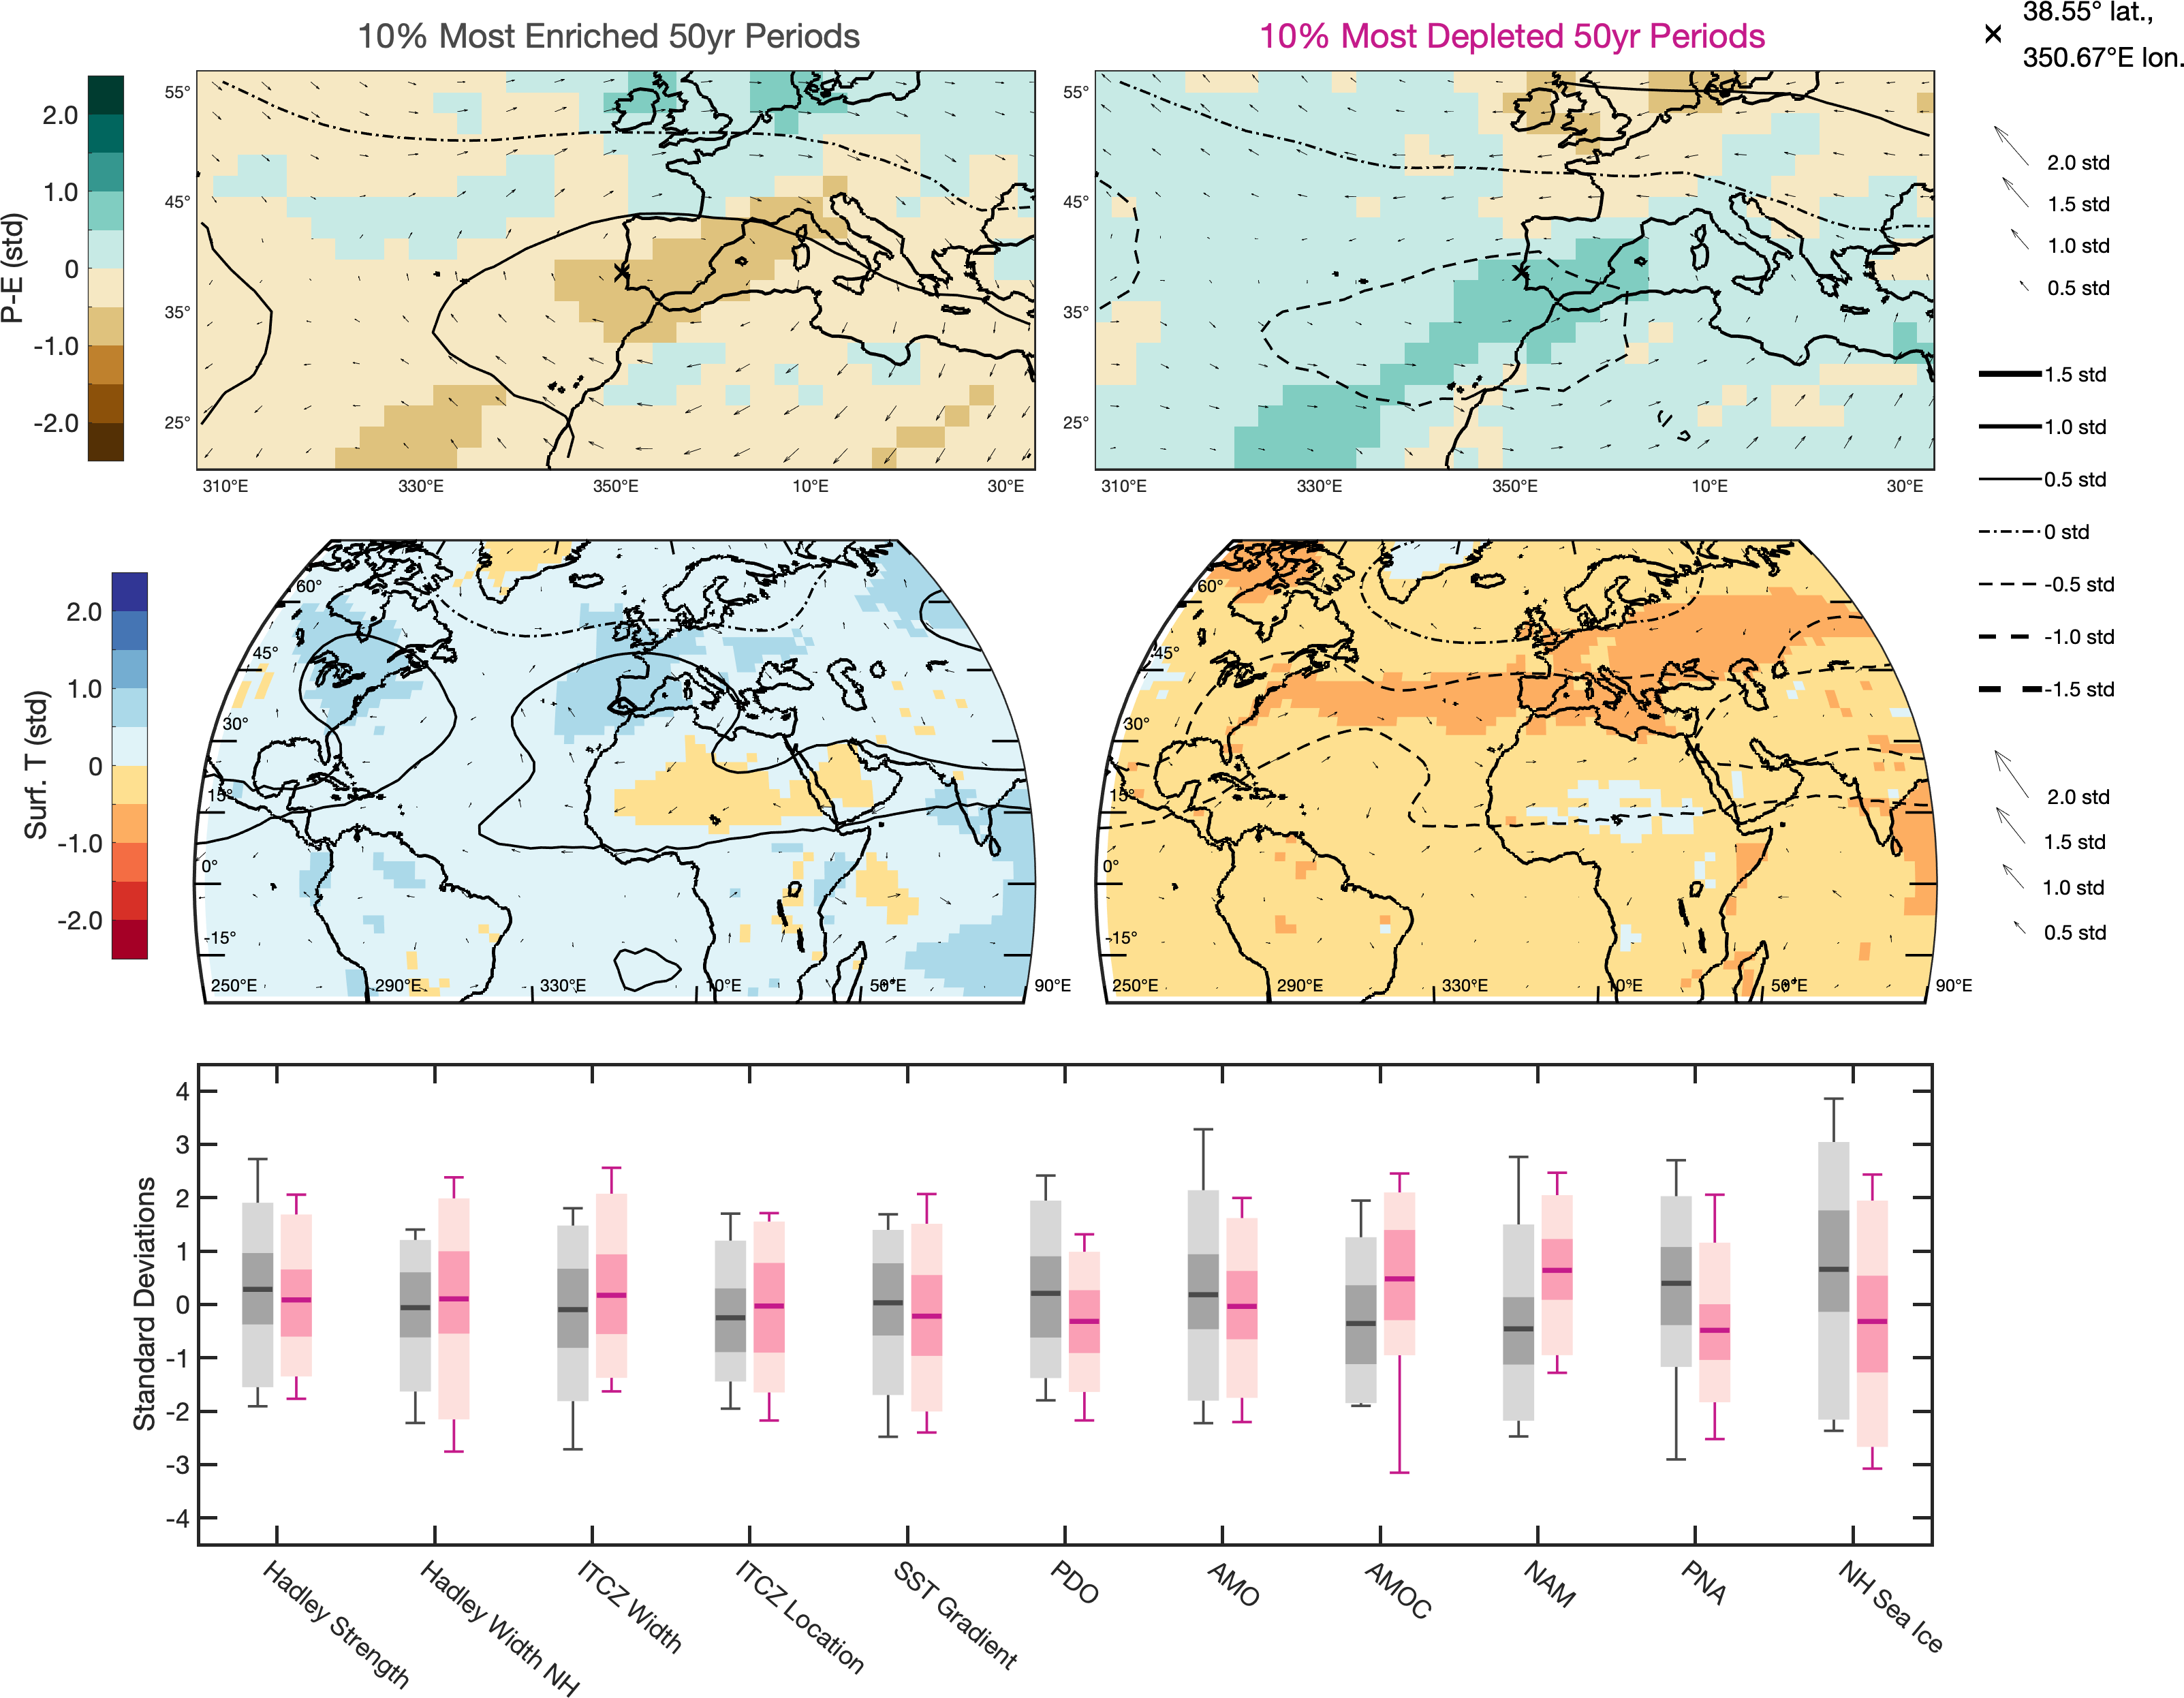 10% Most Enriched 50yr Periods
10% Most Depleted 50yr Periods
38.55° lat.,
350.67°E lon.
P-E (std)
2.0
1.0
0
-1.0
-2.0
55°
45°
35°
25°
310°E
330°E
350°E
10°E
30°E
55°
45°
35°
25°
310°E
330°E
350°E
10°E
30°E
2.0 std
1.5 std
1.0 std
0.5 std
1.5 std
1.0 std
0.5 std
0 std
-0.5 std
-1.0 std
-1.5 std
Surf. T (std)
2.0
1.0
0
-1.0
-2.0
60°
45°
30°
15°
0°
-15°
250°E
290°E
330°E
10°E
50°E
90°E
60°
45°
30°
15°
0°
-15°
250°E
290°E
330°E
10°E
50°E
90°E
2.0 std
1.5 std
1.0 std
0.5 std
Standard Deviations
4
3
2
1
0
-1
-2
-3
-4
Hadley Strength
Hadley Width NH
ITCZ Width
ITCZ Location
SST Gradient
PDO
AMO
AMOC
NAM
PNA
NH Sea Ice